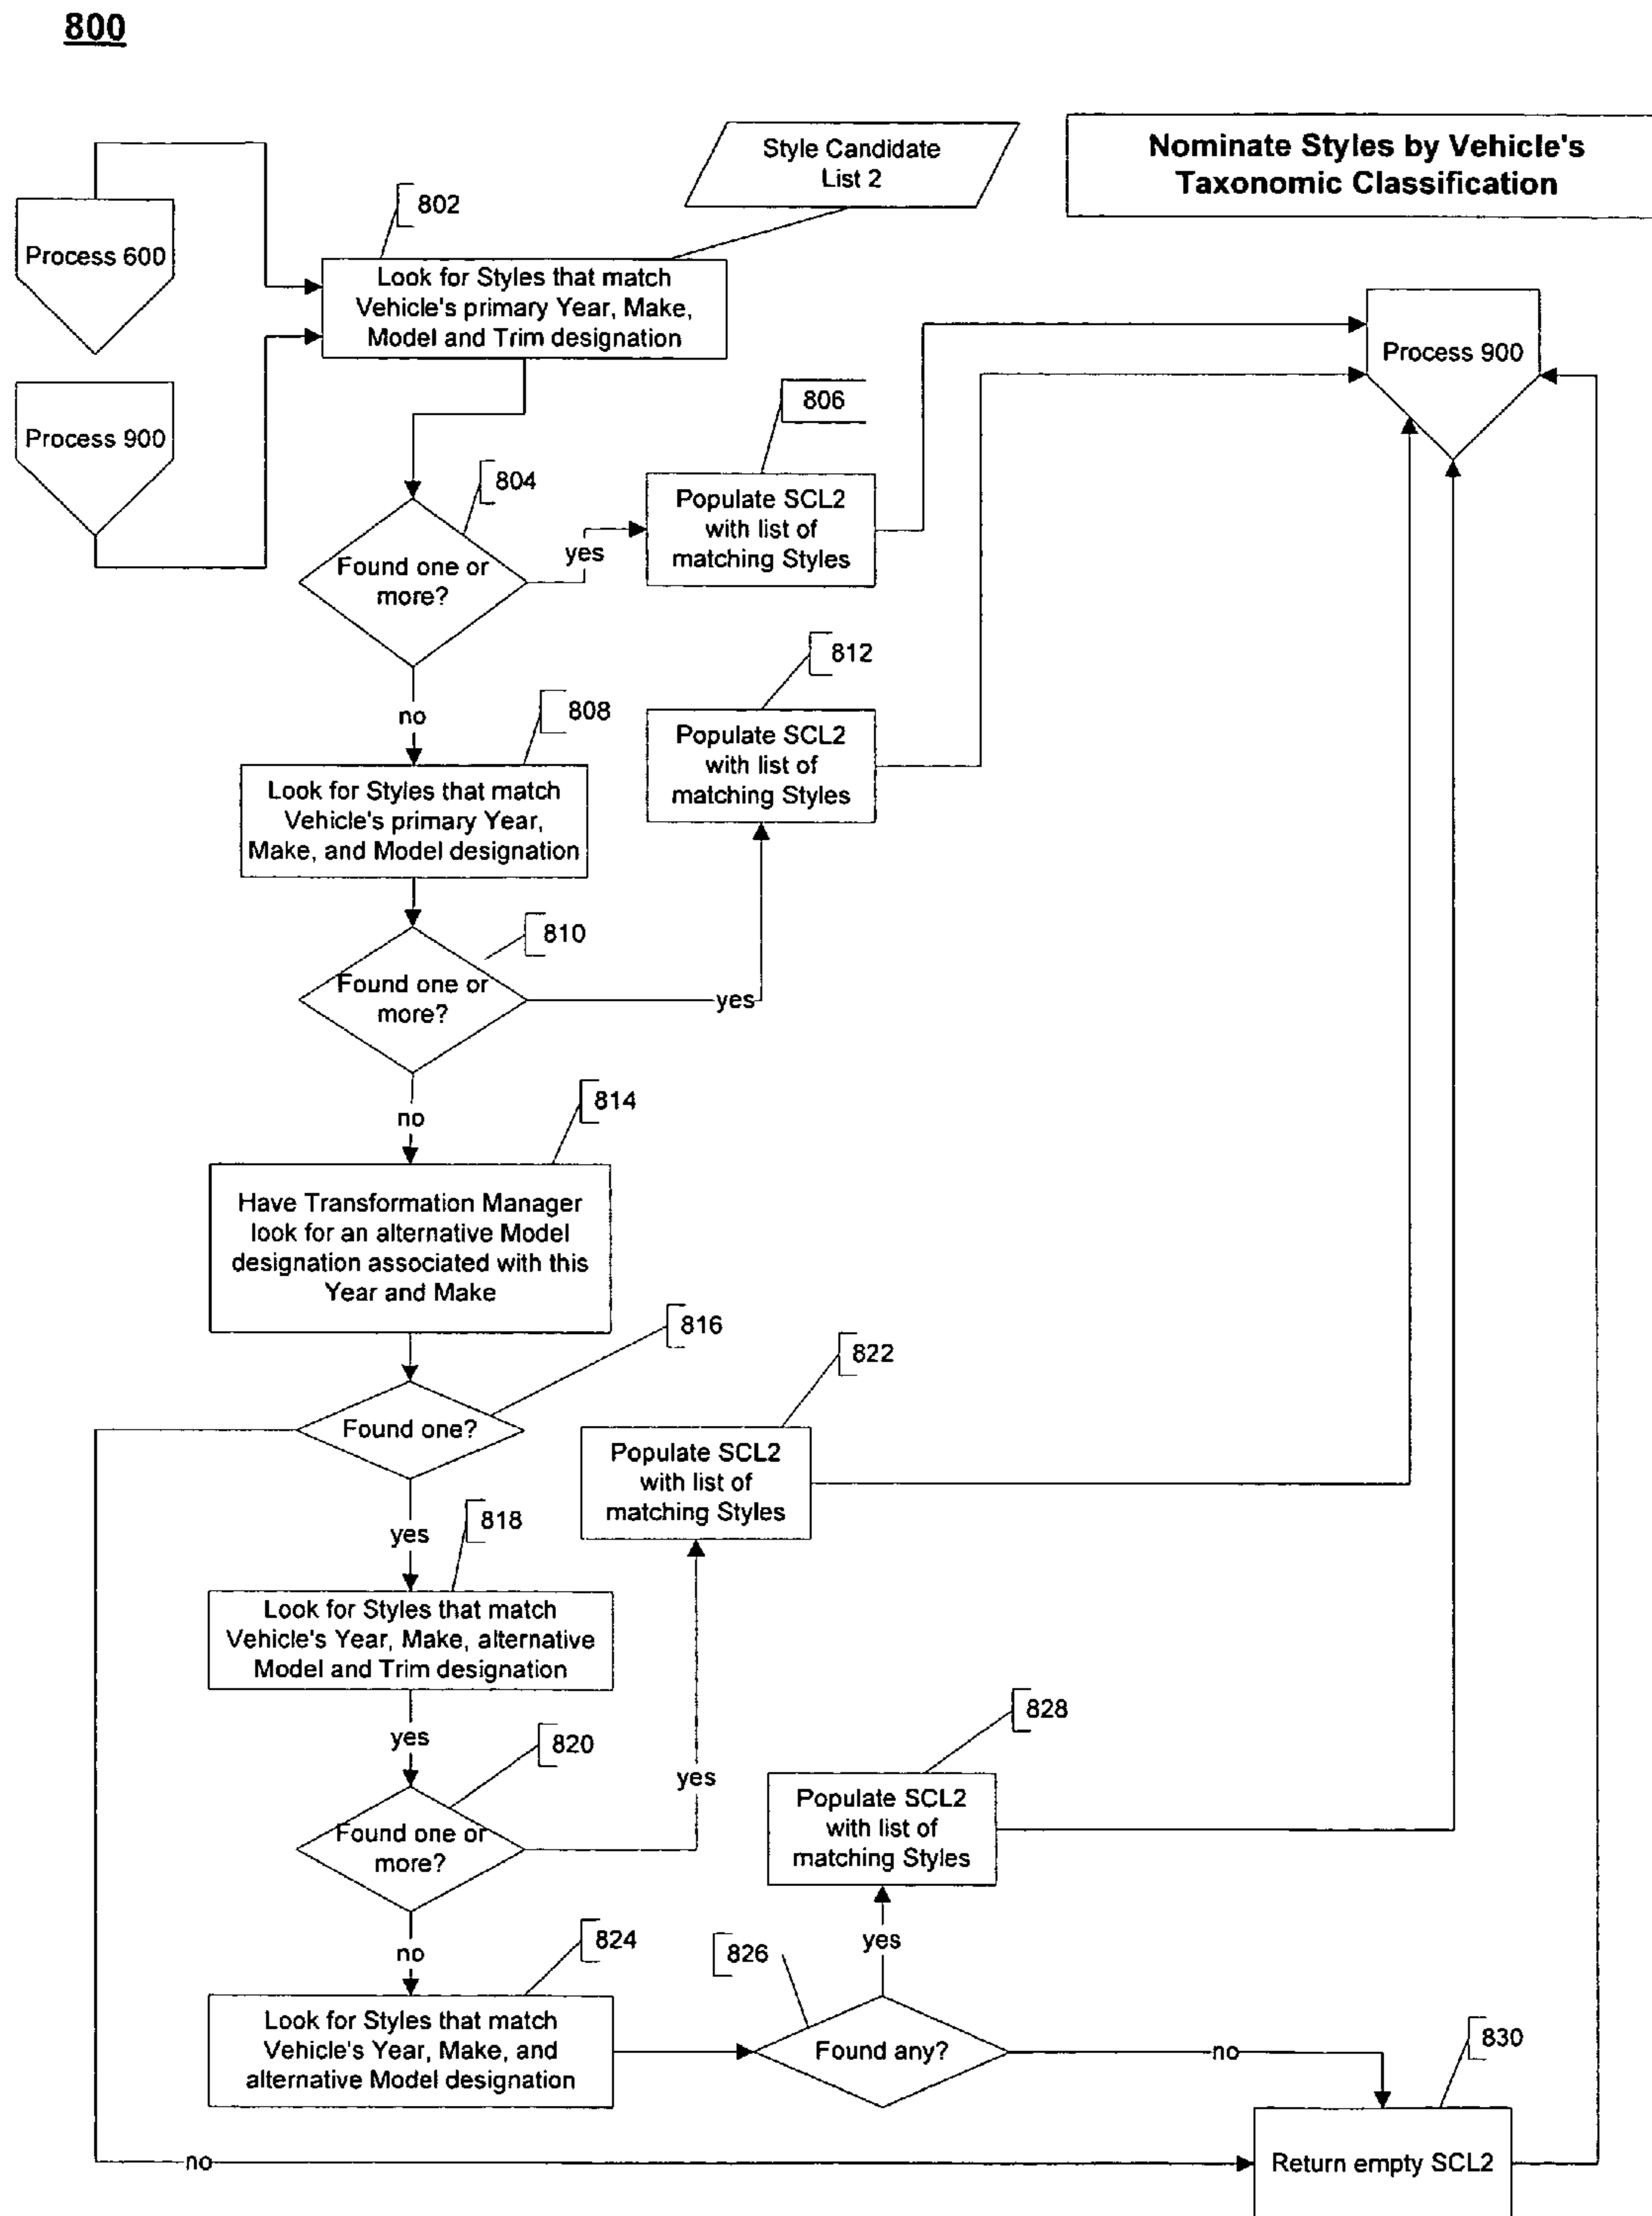 800
Style Candidate
List 2
Nominate Styles by Vehicle's
Taxonomic Classification
802
Process 600
Look for Styles that match
Vehicle's primary Year, Make,
Model and Trim designation
Process 900
Process 900
804
806
Found one or
more?
yes
Populate SCL2
with list of
matching Styles
no
808
812
Look for Styles that match
Vehicle's primary Year,
Make, and Model designation
Populate SCL2
with list of
matching Styles
810
Found one or
more?
yes
no
814
Have Transformation Manager
look for an alternative Model
designation associated with this
Year and Make
816
822
Found one?
Populate SCL2
with list of
matching Styles
yes
818
Look for Styles that match
Vehicle's Year, Make, alternative
Model and Trim designation
yes
820
828
Found one or
more?
yes
Populate SCL2
with list of
matching Styles
no
824
826
yes
Look for Styles that match
Vehicle's Year, Make, and
alternative Model designation
Found any?
no
830
no
Return empty SCL2